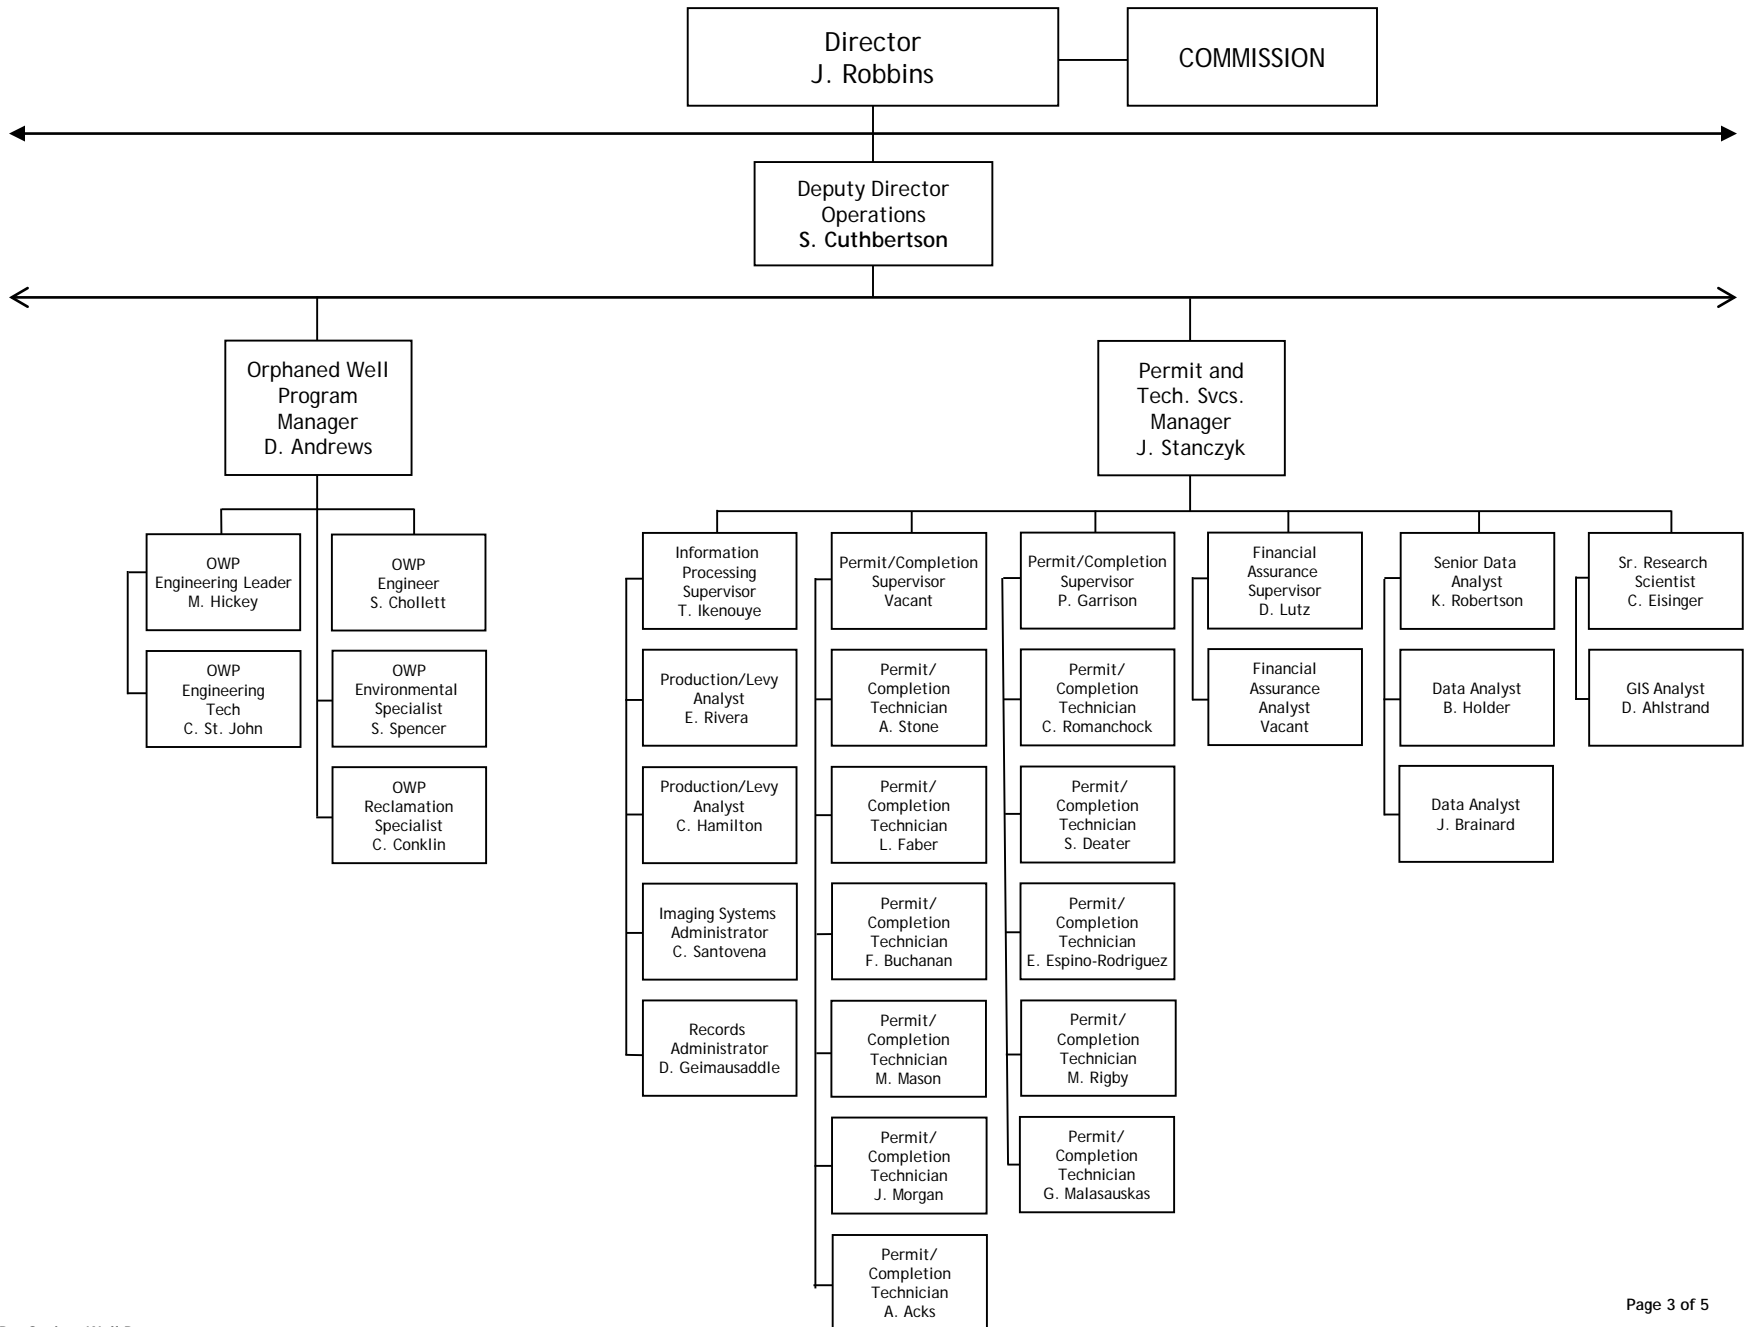 Director
J. Robbins
COMMISSION
Deputy Director
Operations
S. Cuthbertson
Orphaned Well
Program
Manager
D. Andrews
Permit and
Tech. Svcs.
Manager
J. Stanczyk
OWP
Engineering Leader
M. Hickey
OWP
Engineer
S. Chollett
OWP
Engineering
Tech
C. St. John
OWP
Environmental
Specialist
S. Spencer
OWP
Reclamation
Specialist
C. Conklin
Information
Processing
Supervisor
T. Ikenouye
Production/Levy
Analyst
E. Rivera
Production/Levy
Analyst
C. Hamilton
Imaging Systems
Administrator
C. Santovena
Records
Administrator
D. Geimausaddle
Permit/Completion
Supervisor
Vacant
Permit/
Completion
Technician
A. Stone
Permit/
Completion
Technician
L. Faber
Permit/
Completion
Technician
F. Buchanan
Permit/
Completion
Technician
M. Mason
Permit/
Completion
Technician
J. Morgan
Permit/
Completion
Technician
A. Acks
Permit/Completion
Supervisor
P. Garrison
Permit/
Completion
Technician
C. Romanchock
Permit/
Completion
Technician
S. Deater
Permit/
Completion
Technician
E. Espino-Rodriguez
Permit/
Completion
Technician
M. Rigby
Permit/
Completion
Technician
G. Malasauskas
Financial
Assurance
Supervisor
D. Lutz
Financial
Assurance
Analyst
Vacant
Senior Data
Analyst
K. Robertson
Data Analyst
B. Holder
Data Analyst
J. Brainard
Sr. Research
Scientist
C. Eisinger
GIS Analyst
D. Ahlstrand
Page 3 of 5